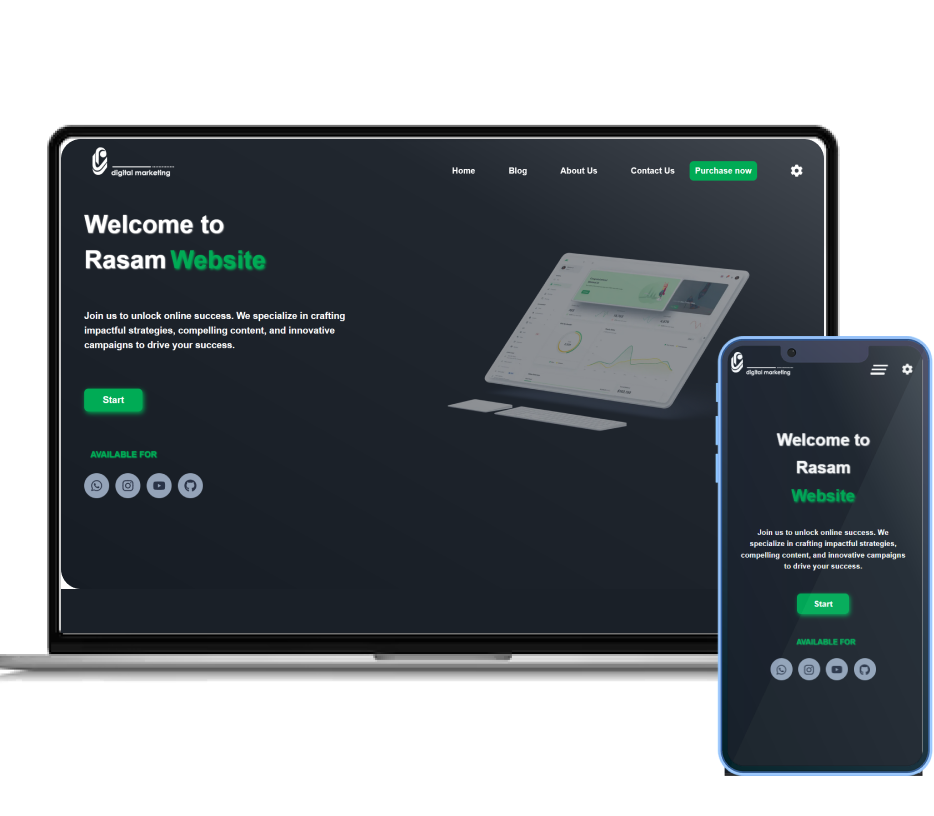 digital marketing
Home Blog About Us Contact Us Purchase now
Welcome to
Rasam Website
Join us to unlock online success. We specialize in crafting
impactful strategies, compelling content, and innovative
campaigns to drive your success.
Start
AVAILABLE FOR
digital marketing
Welcome to
Rasam
Website
Join us to unlock online success. We
specialize in crafting impactful strategies,
compelling content, and innovative campaigns
to drive your success.
Start
AVAILABLE FOR